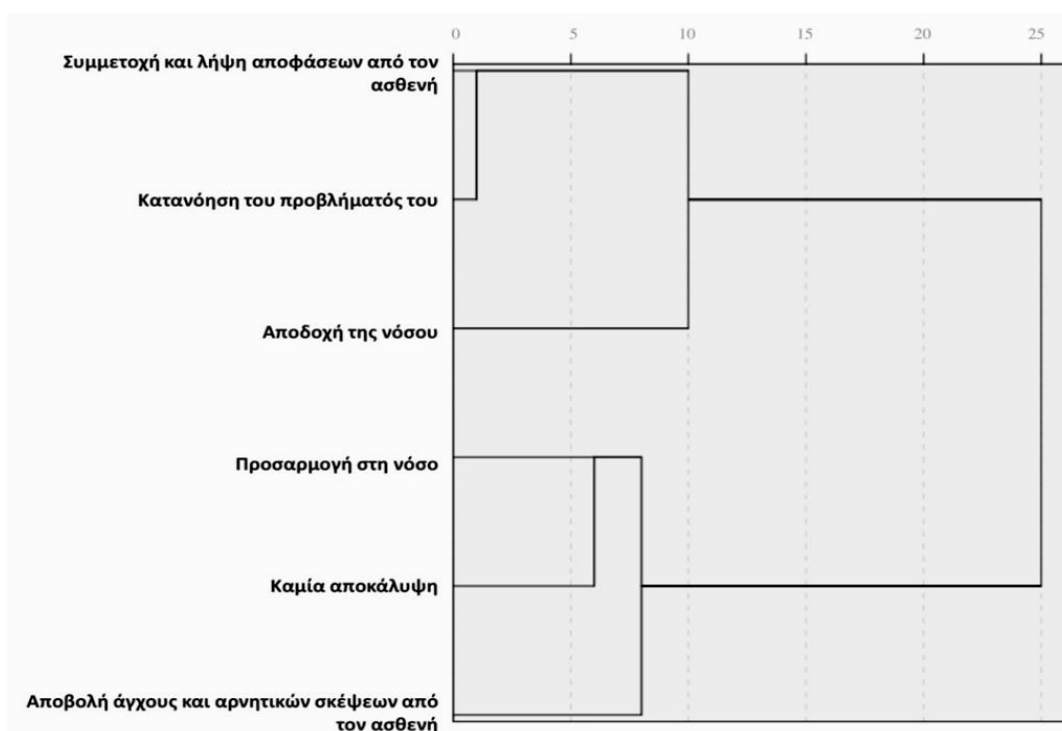 0 5 10 15 20 25
Συμμετοχή και λήψη αποφάσεων από τον
ασθενή
Κατανόηση του προβλήματός του
Αποδοχή της νόσου
Προσαρμογή στη νόσο
Καμία αποκάλυψη
Αποβολή άγχους και αρνητικών σκέψεων από
τον ασθενή